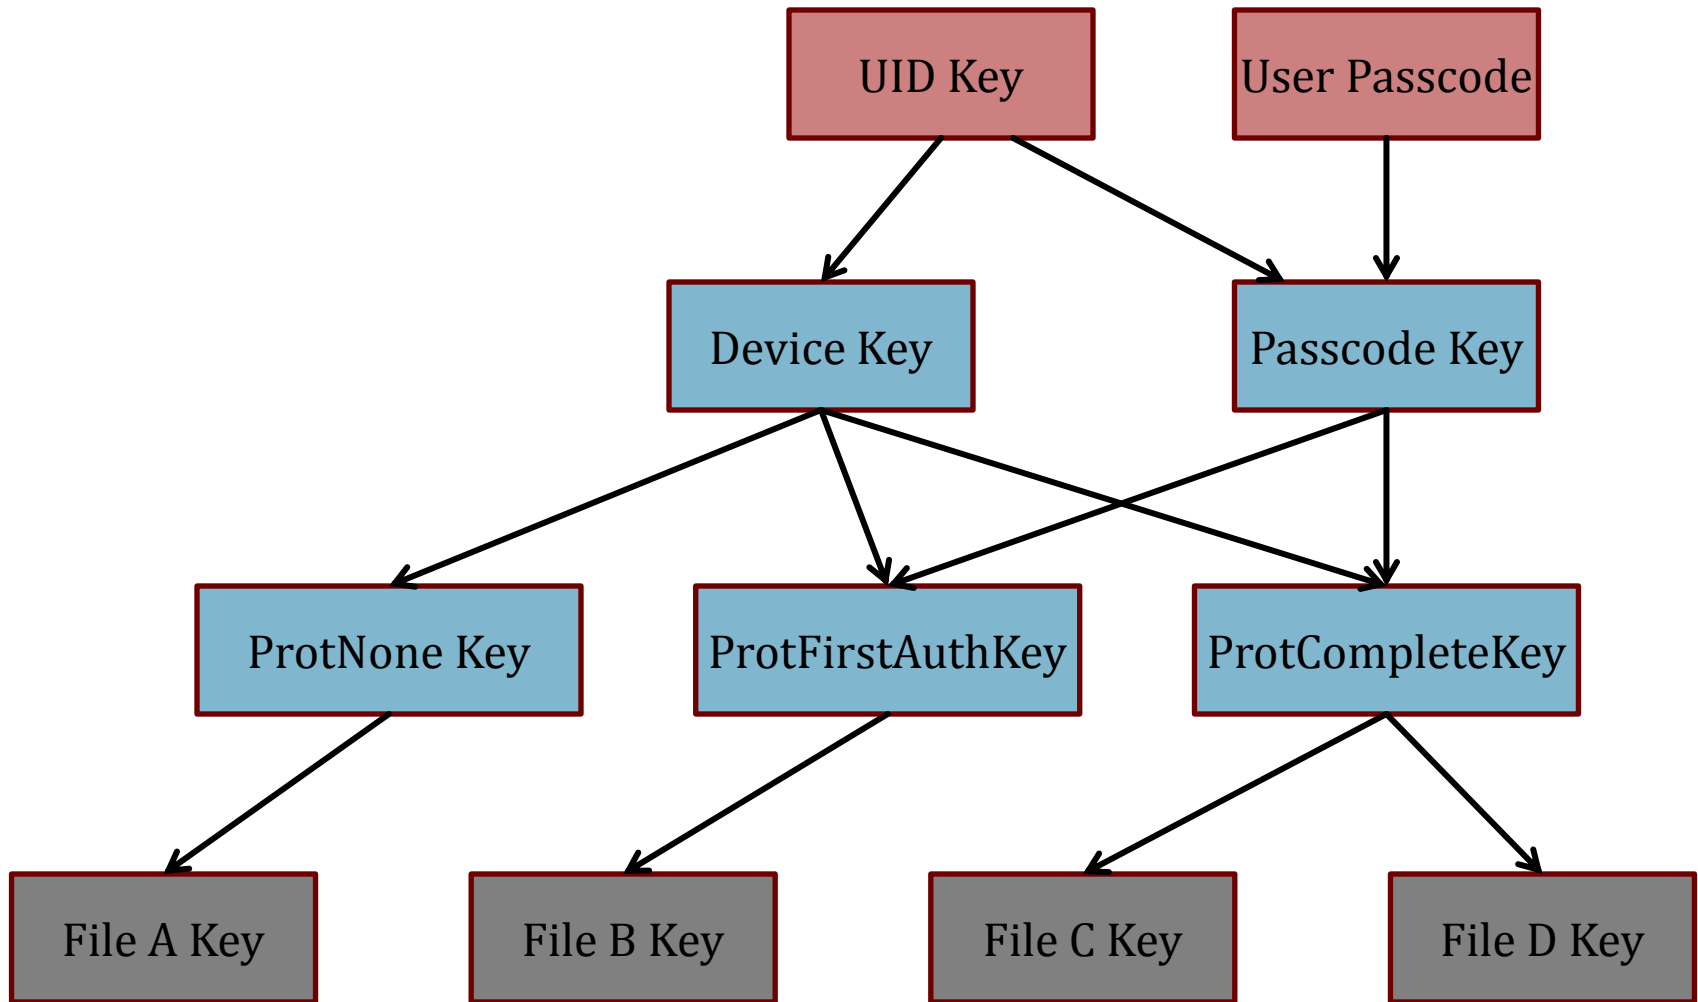 UID Key
User Passcode
Device Key
Passcode Key
ProtNone Key
ProtFirstAuthKey
ProtCompleteKey
File A Key
File B Key
File C Key
File D Key